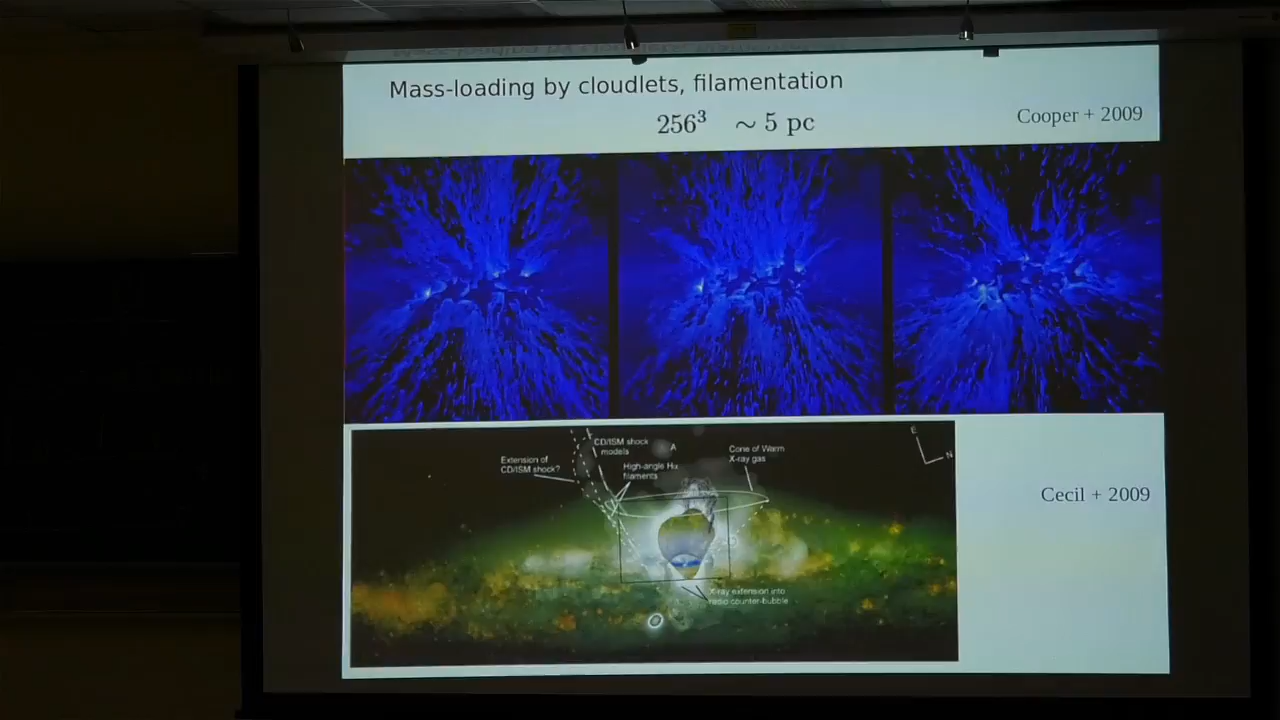 Mass-loading by cloudlets, filamentation
256³ ~ 5 pc
Cooper + 2009
CD/ISM shock
models
A
Extension of
CD/ISM shock?
High-angle Hα
filaments
Cone of Warm
X-ray gas
E
N
Cecil + 2009
X-ray extension into
radio counter-bubble